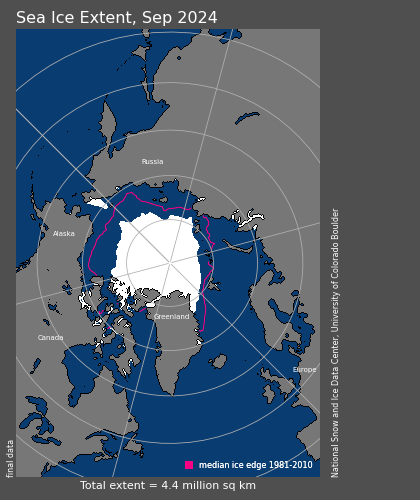 Sea Ice Extent, Sep 2024
Russia
Alaska
Greenland
Canada
Europe
median ice edge 1981-2010
Total extent = 4.4 million sq km
final data
National Snow and Ice Data Center, University of Colorado Boulder